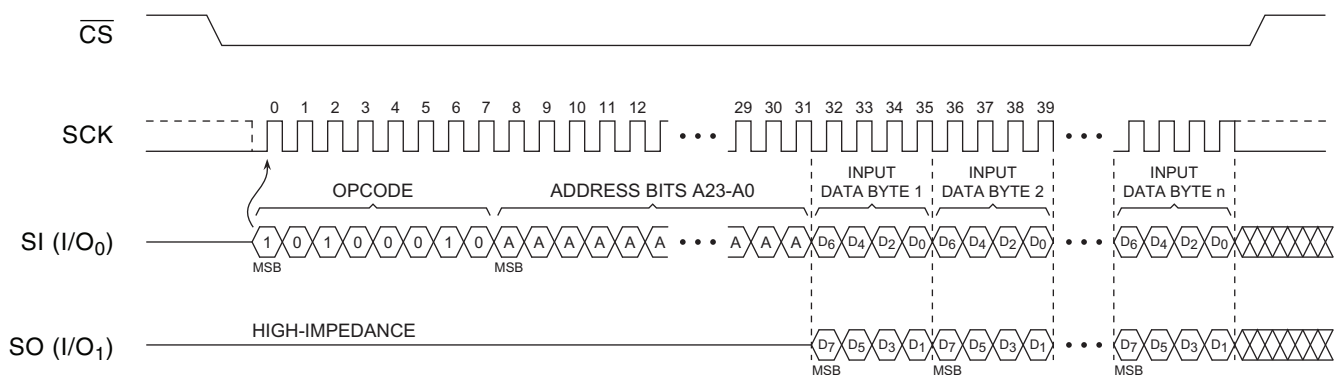 CS
0 1 2 3 4 5 6 7 8 9 10 11 12 29 30 31 32 33 34 35 36 37 38 39
SCK • • • • • • •
OPCODE ADDRESS BITS A23-A0 INPUT DATA BYTE 1 INPUT DATA BYTE 2 INPUT DATA BYTE n
SI (I/O0) 1 0 1 0 0 0 1 0 A A A A A A • • • A A A D6 D4 D2 D0 D6 D4 D2 D0 • • • • D6 D4 D2 D0
MSB MSB
HIGH-IMPEDANCE
SO (I/O1) D7 D5 D3 D1 D7 D5 D3 D1 • • • • D7 D5 D3 D1
MSB MSB MSB